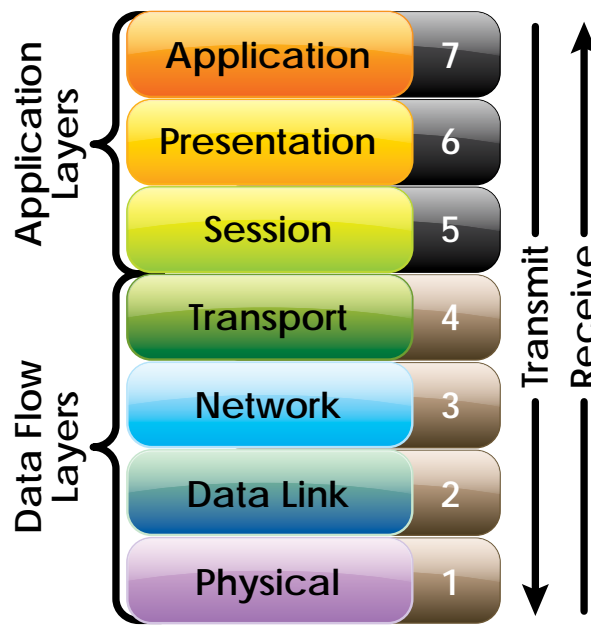 Application Layers
Application 7
Presentation 6
Session 5
Data Flow Layers
Transport 4
Network 3
Data Link 2
Physical 1
Transmit
Receive